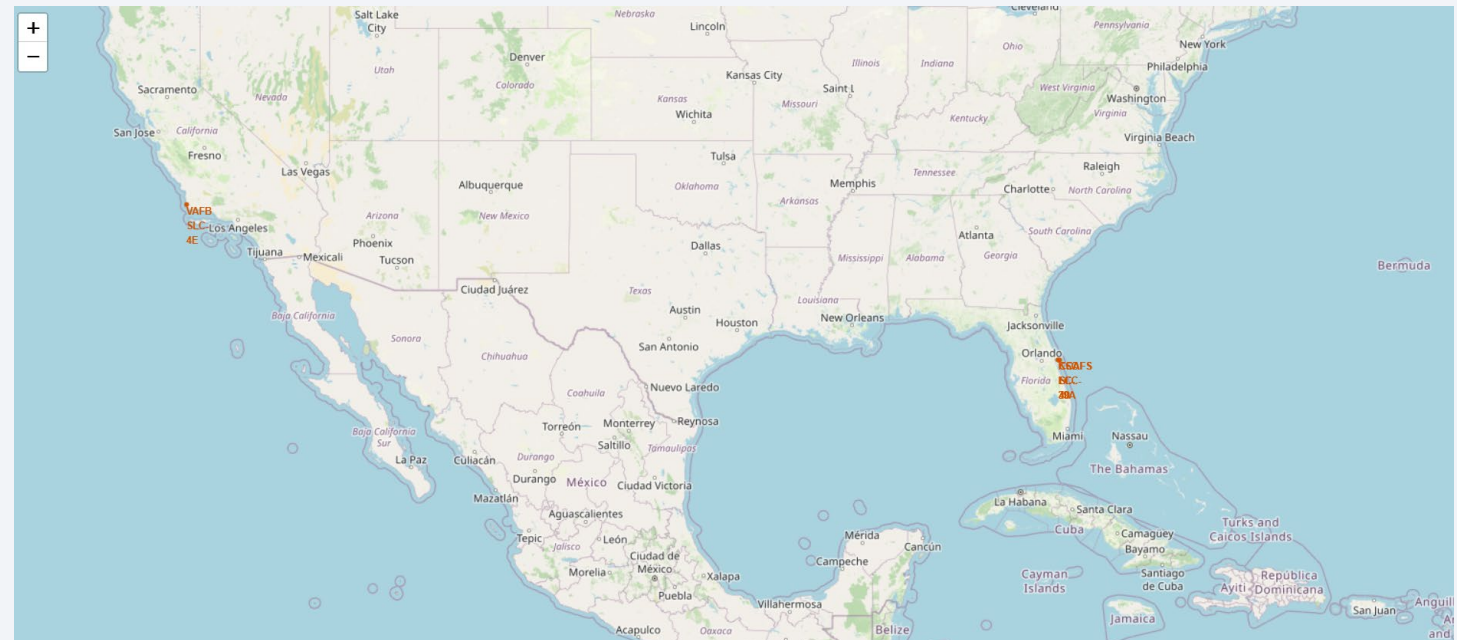 +
−
Salt Lake
City
Nebraska
Lincoln
Cleveland
Pennsylvania
New York
Denver
Utah
Colorado
Kansas City
Illinois
Indiana
Ohio
Philadelphia
Sacramento
Nevada
Kansas
Missouri
Saint L
West Virginia
Washington
San Jose
California
Wichita
Kentucky
Virginia
Virginia Beach
Fresno
Las Vegas
Tulsa
Raleigh
Albuquerque
Oklahoma
Memphis
Tennessee
Charlotte
North Carolina
VAFB
SLC-
4E
Los Angeles
Arizona
New Mexico
Arkansas
Phoenix
Dallas
Atlanta
South Carolina
Tijuana
Mexicali
Tucson
Mississippi
Alabama
Georgia
Bermuda
Ciudad Juárez
Texas
Louisiana
Baja California
Austin
Houston
New Orleans
Jacksonville
Sonora
Chihuahua
San Antonio
Orlando
Florida
Coahuila
Nuevo Laredo
Torreón
Monterrey
Reynosa
Baja California
Sur
Saltillo
Tamaulipas
Miami
Nassau
La Paz
Culiacán
Durango
The Bahamas
Durango
México
Ciudad Victoria
Mazatlán
La Habana
Santa Clara
Aguascalientes
Cuba
Turks and
Caicos Islands
Tepic
León
Jalisco
Mérida
Cancún
Camaguey
Bayamo
Ciudad de
México
Campeche
Morelia
Xalapa
Cayman
Islands
Santiago
de Cuba
Ayiti
República
Dominicana
Puebla
Villahermosa
Jamaica
San Juan
Acapulco
Oaxaca
Belize
and